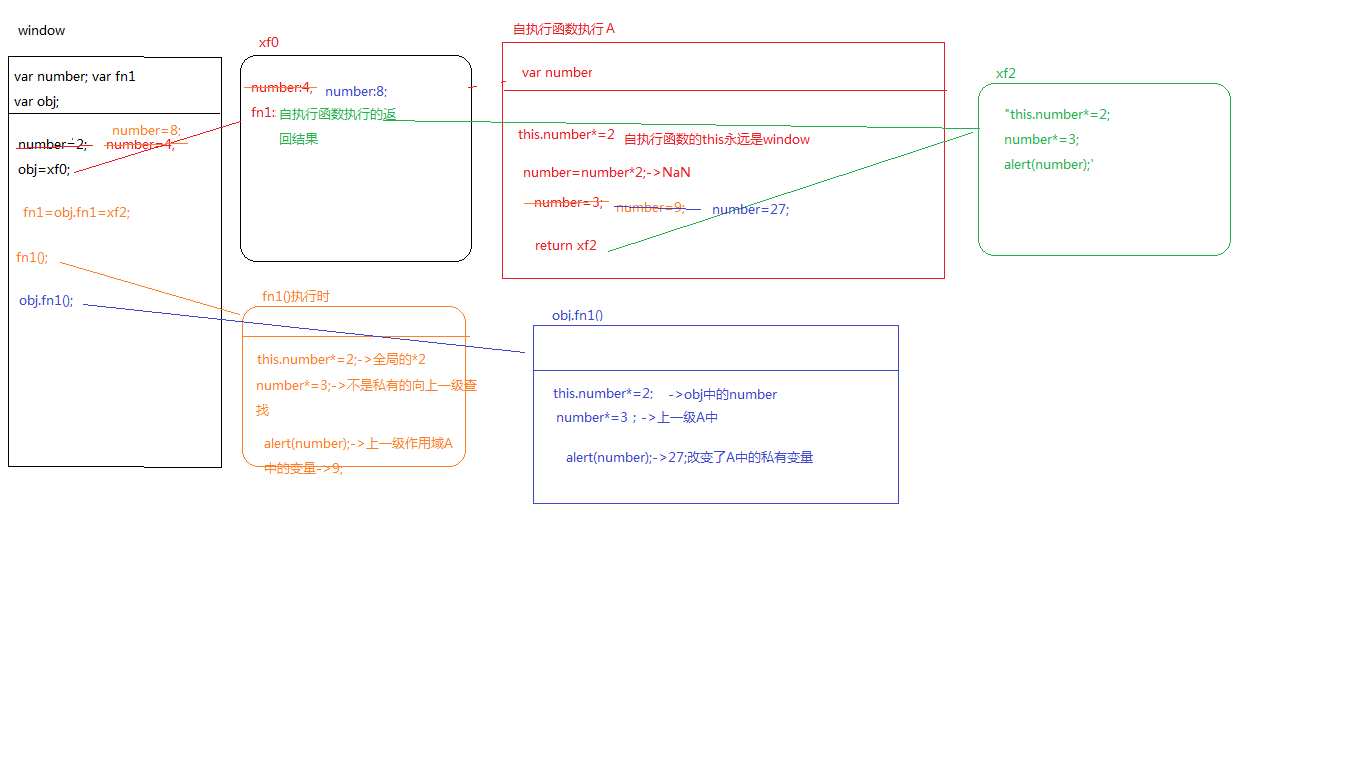 window
var number; var fn1
var obj;
number=8:
number=2; number=4;
obj=xf0;
fn1=obj.fn1=xf2;
fn1();
obj.fn1();
xf0
number:4, number:8;
fn1: 自执行函数执行的返
回结果
自执行函数执行 A
var number
this.number*=2 自执行函数的this永远是window
number=number*2;->NaN
number=3; number=9; number=27;
return xf2
xf2
"this.number*=2;
number*=3;
alert(number);'
fn1()执行时
this.number*=2;->全局的*2
number*=3;->不是私有的向上一级查
找
alert(number);->上一级作用域A
中的变量->9;
obj.fn1()
this.number*=2; ->obj中的number
number*=3；->上一级A中
alert(number);->27;改变了A中的私有变量